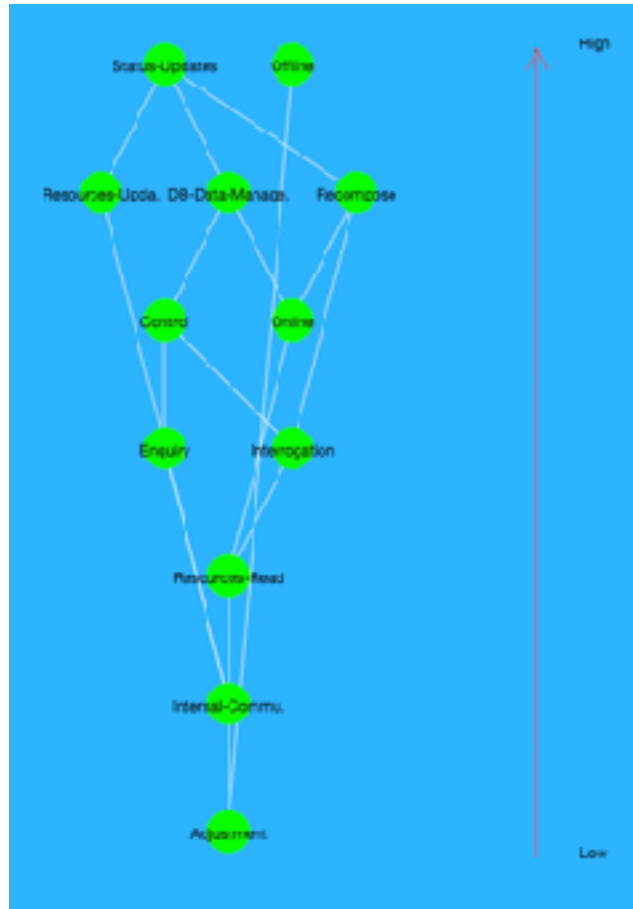 High
Status-Updates
Offline
Resources-Upda.
DB-Data-Manage.
Recompose
Control
Online
Enquiry
Interrogation
Resources-Read
Internal-Commu.
Adjustment
Low